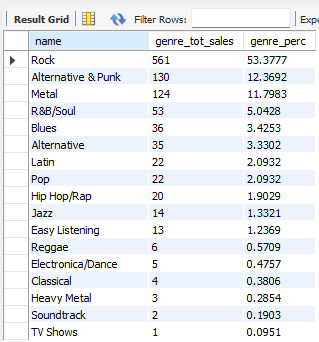 Result Grid Filter Rows: Expo
name genre_tot_sales genre_perc
Rock 561 53.3777
Alternative & Punk 130 12.3692
Metal 124 11.7983
R&B/Soul 53 5.0428
Blues 36 3.4253
Alternative 35 3.3302
Latin 22 2.0932
Pop 22 2.0932
Hip Hop/Rap 20 1.9029
Jazz 14 1.3321
Easy Listening 13 1.2369
Reggae 6 0.5709
Electronica/Dance 5 0.4757
Classical 4 0.3806
Heavy Metal 3 0.2854
Soundtrack 2 0.1903
TV Shows 1 0.0951